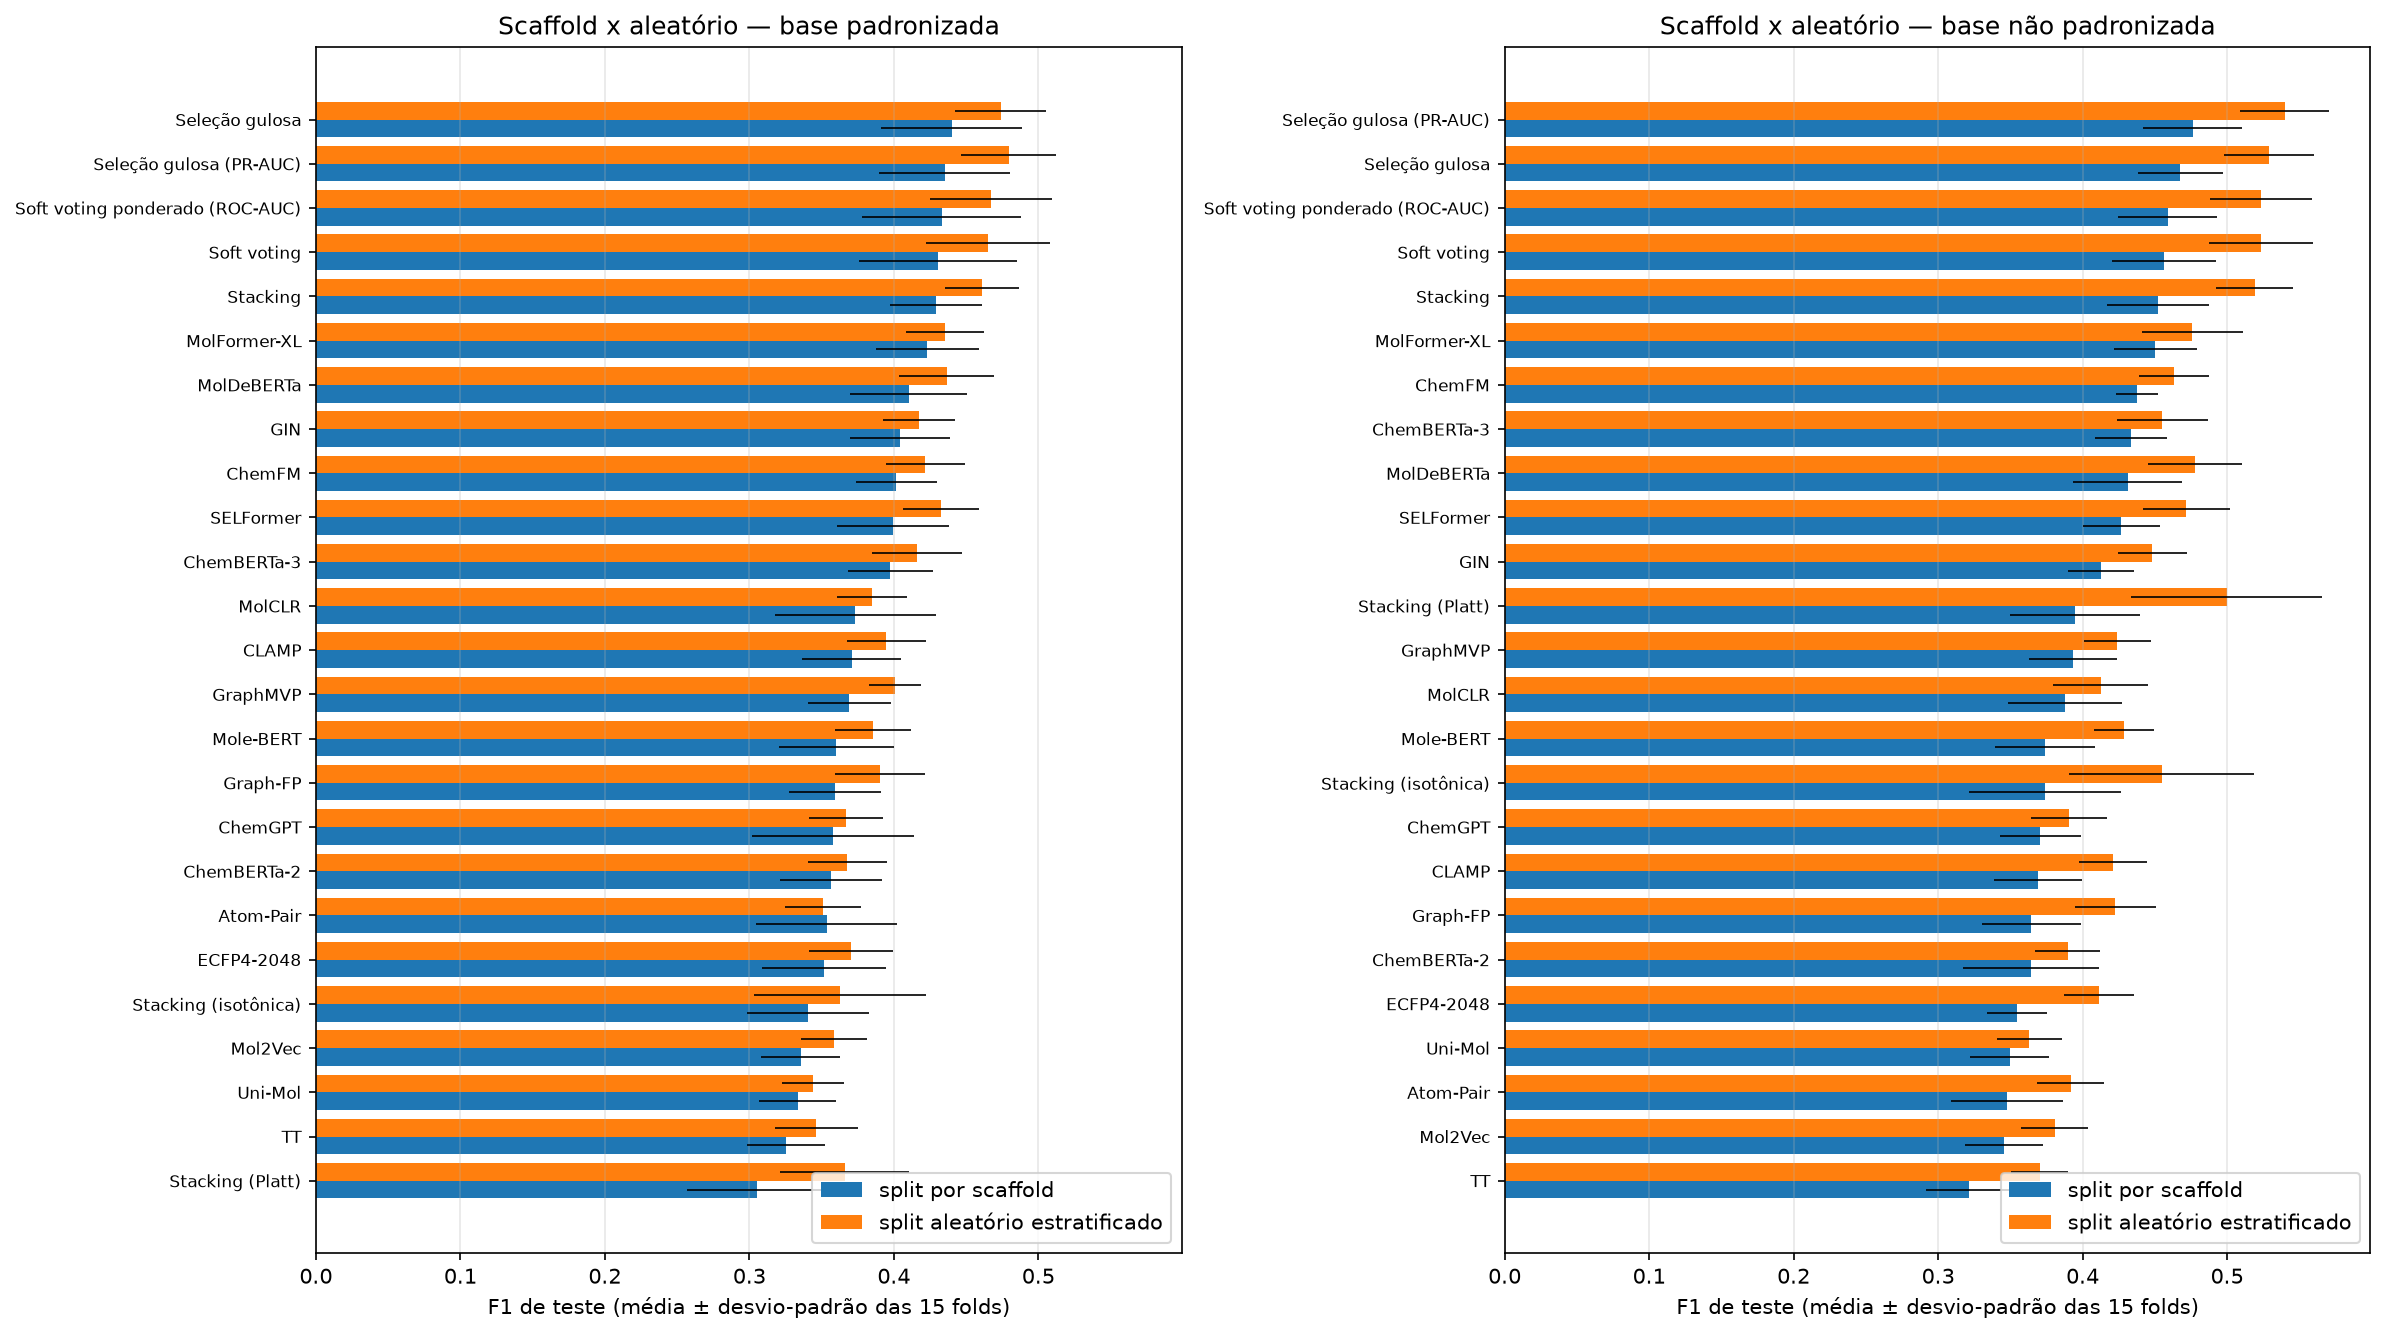 Scaffold x aleatório — base padronizada
Seleção gulosa
Seleção gulosa (PR-AUC)
Soft voting ponderado (ROC-AUC)
Soft voting
Stacking
MolFormer-XL
MolDeBERTa
GIN
ChemFM
SELFormer
ChemBERTa-3
MolCLR
CLAMP
GraphMVP
Mole-BERT
Graph-FP
ChemGPT
ChemBERTa-2
Atom-Pair
ECFP4-2048
Stacking (isotônica)
Mol2Vec
Uni-Mol
TT
Stacking (Platt)
split por scaffold
split aleatório estratificado
0.0 0.1 0.2 0.3 0.4 0.5
F1 de teste (média ± desvio-padrão das 15 folds)
Scaffold x aleatório — base não padronizada
Seleção gulosa (PR-AUC)
Seleção gulosa
Soft voting ponderado (ROC-AUC)
Soft voting
Stacking
MolFormer-XL
ChemFM
ChemBERTa-3
MolDeBERTa
SELFormer
GIN
Stacking (Platt)
GraphMVP
MolCLR
Mole-BERT
Stacking (isotônica)
ChemGPT
CLAMP
Graph-FP
ChemBERTa-2
ECFP4-2048
Uni-Mol
Atom-Pair
Mol2Vec
TT
split por scaffold
split aleatório estratificado
0.0 0.1 0.2 0.3 0.4 0.5
F1 de teste (média ± desvio-padrão das 15 folds)